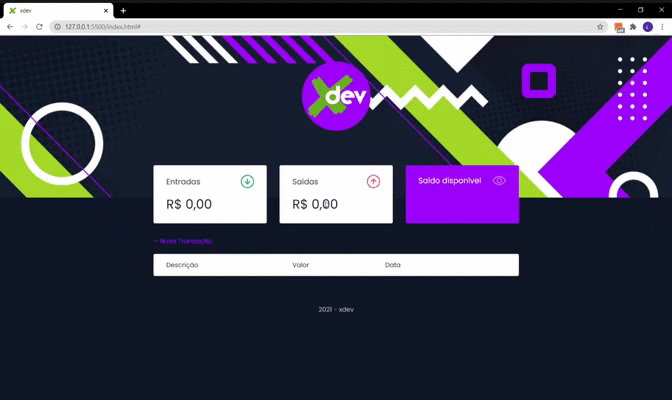 xdev
127.0.0.1:5500/index.html#
xdev
Entradas
R$ 0,00
Saídas
R$ 0,00
Saldo disponível
+ Nova Transação
Descrição Valor Data
2021 - xdev